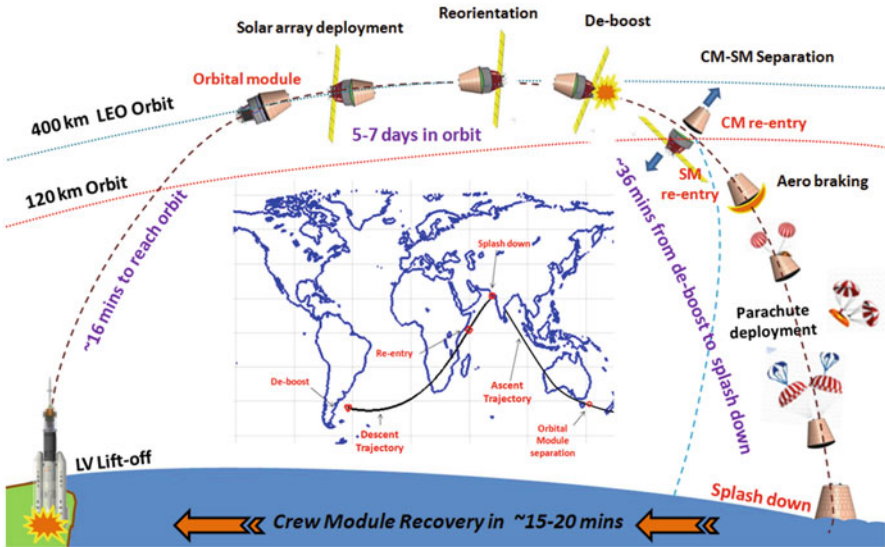 Solar array deployment
Reorientation
De-boost
CM-SM Separation
Orbital module
400 km LEO Orbit
5-7 days in orbit
CM re-entry
SM
re-entry
120 km Orbit
~16 mins to reach orbit
Aero braking
~36 mins from de-boost to splash down
Splash down
Re-entry
De-boost
Descent
Trajectory
Ascent
Trajectory
Orbital
Module
separation
Parachute
deployment
LV Lift-off
Splash down
Crew Module Recovery in ~15-20 mins